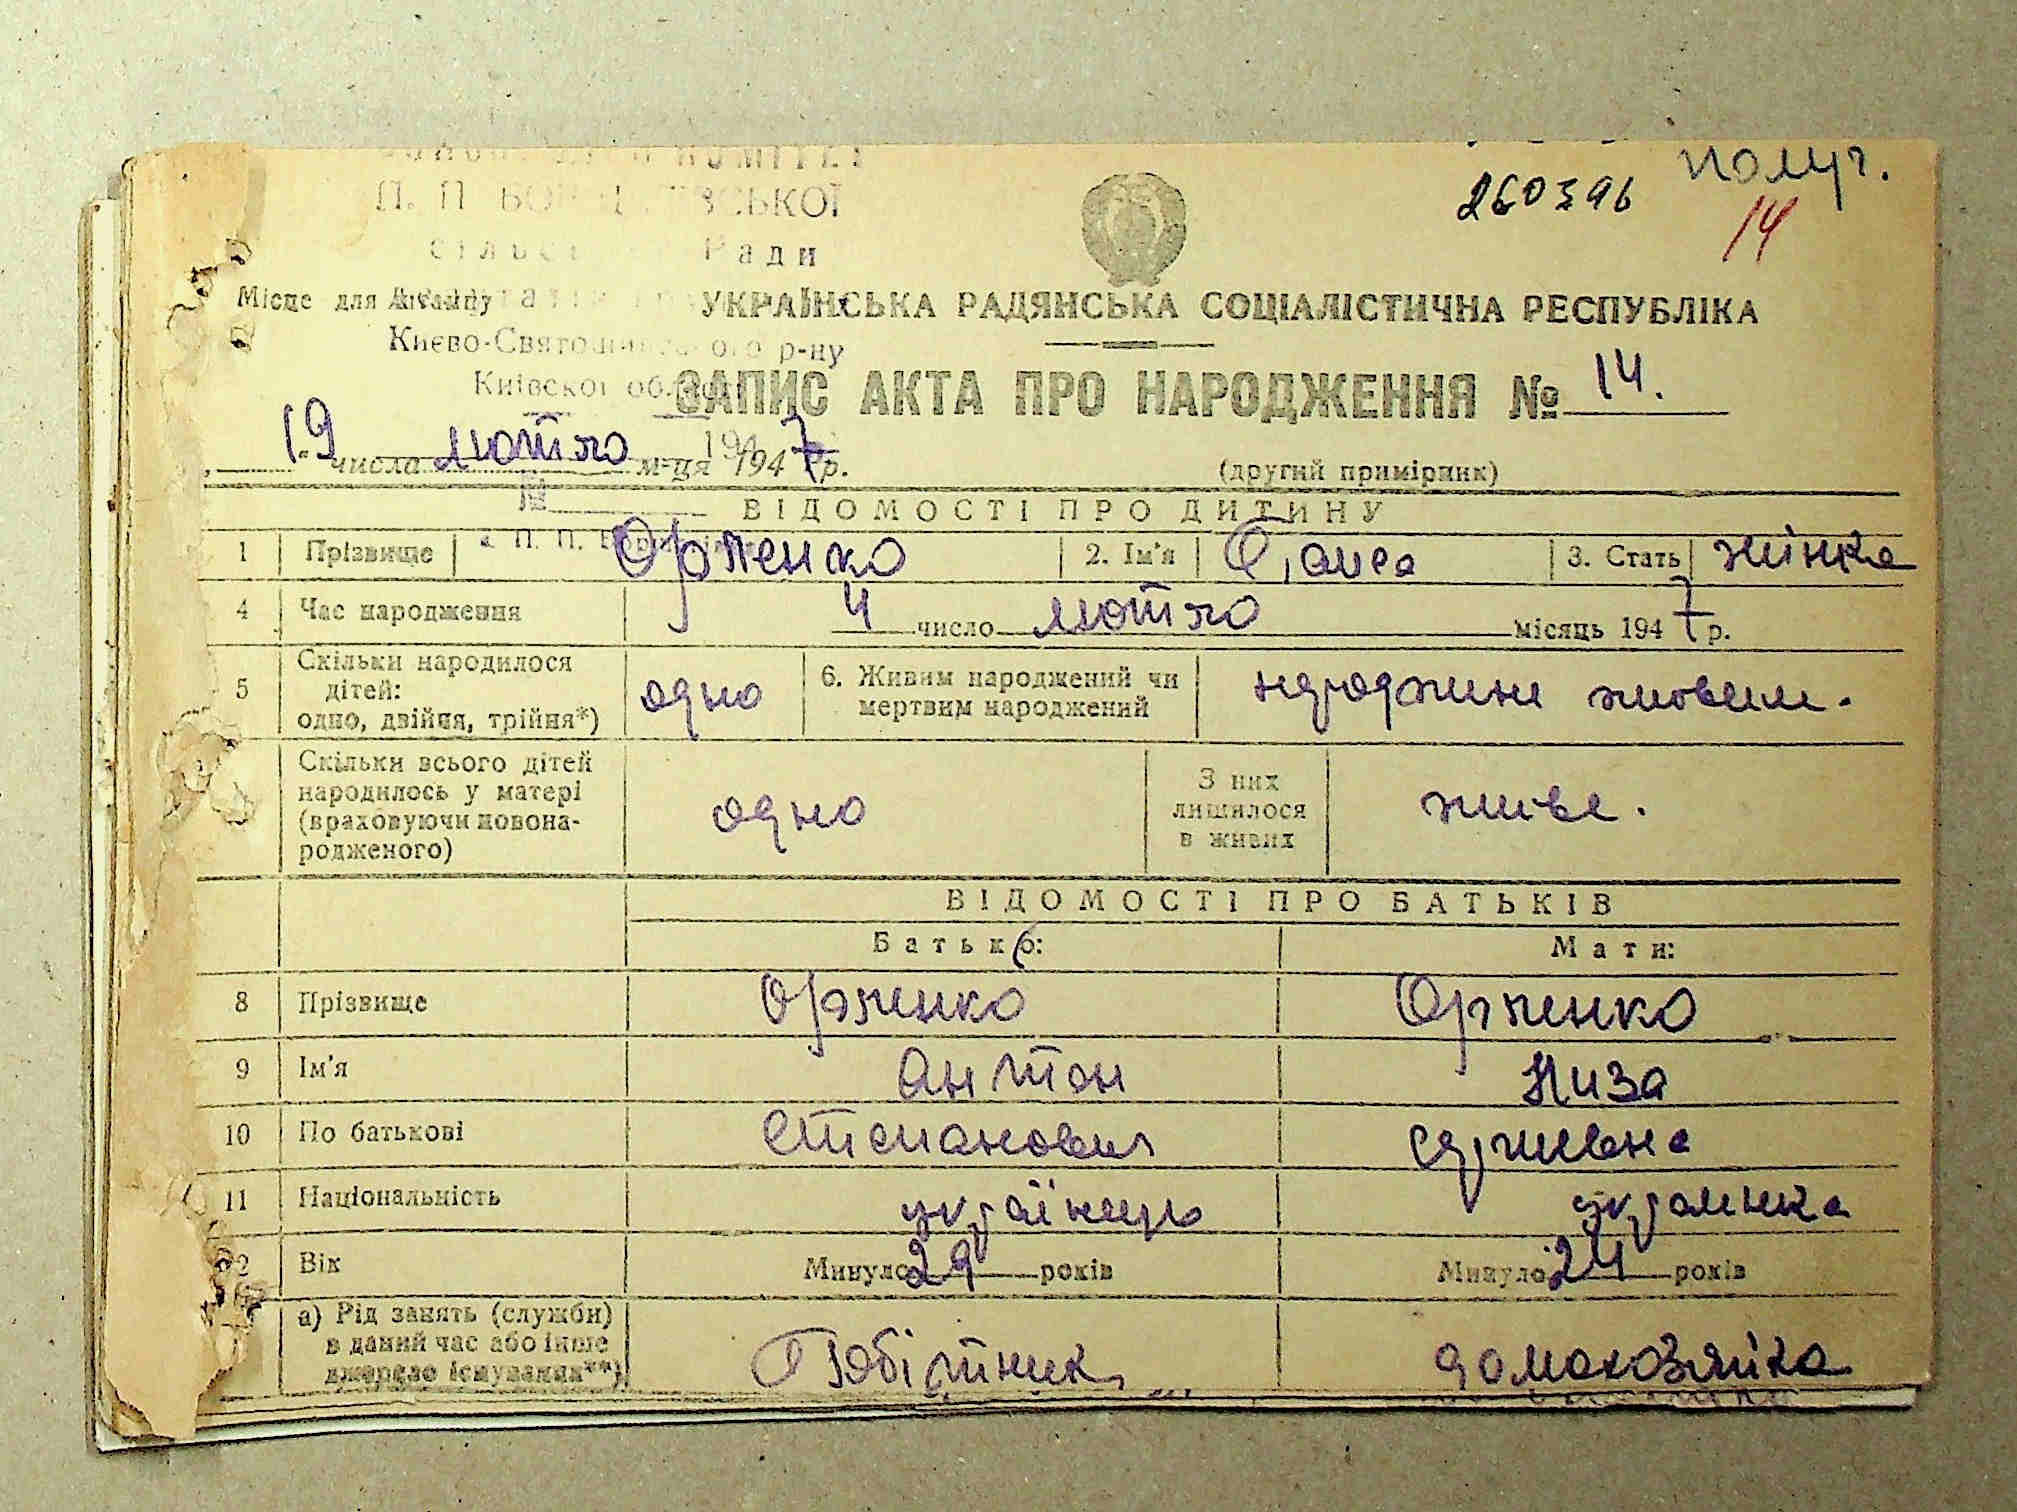 получ.
260396
14
КОМІТЕТ
П. П. БОРЩАГІВСЬКОЇ
сільської Ради
Місце для штампу
УКРАЇНСЬКА РАДЯНСЬКА СОЦІАЛІСТИЧНА РЕСПУБЛІКА
Києво-Святошинського р-ну
Київської обл.
ЗАПИС АКТА ПРО НАРОДЖЕННЯ № 14.
19 числа лютого м-ця 1947 р.
(другий примірник)
ВІДОМОСТІ ПРО ДИТИНУ
1 Прізвище 2. Ім'я 3. Стать жінка
4 Час народження 4 число лютого місяць 1947 р.
5 Скільки народилося дітей: одно, двійня, трійня*) одно 6. Живим народжений чи мертвим народжений
Скільки всього дітей народилось у матері (враховуючи новонародженого) одно З них лишилося в живих живе.
ВІДОМОСТІ ПРО БАТЬКІВ
Батько: Мати:
8 Прізвище
9 Ім'я Антон Лиза
10 По батькові
11 Національність українець українка
12 Вік Минуло 29 років Минуло 24 років
а) Рід занять (служби) в даний час або інше джерело існування**) домохозяйка